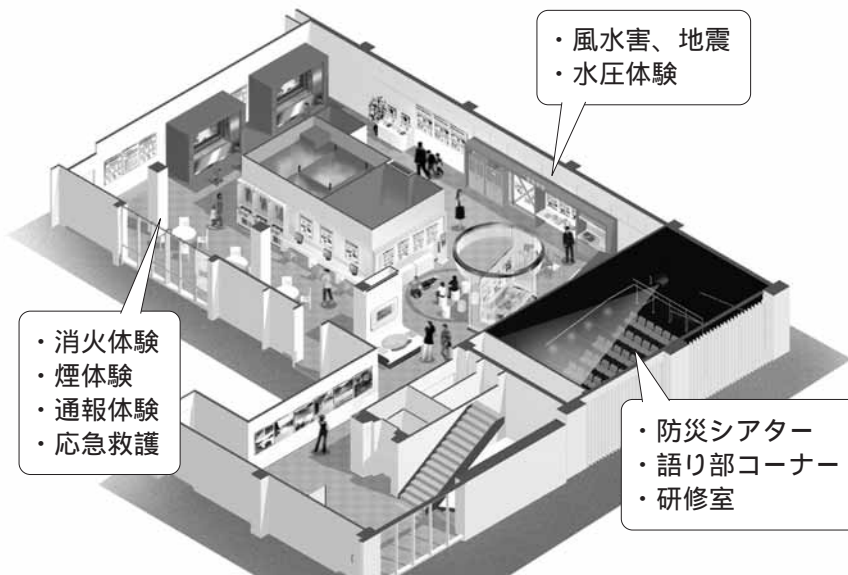 ・風水害、地震
・水圧体験
・消火体験
・煙体験
・通報体験
・応急救護
・防災シアター
・語り部コーナー
・研修室